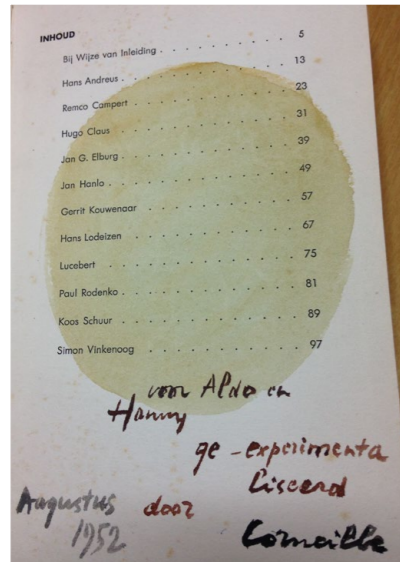 INHOUD
Bij Wijze van Inleiding . . . . . . . . . . 5
Hans Andreus . . . . . . . . . . . . . 13
Remco Campert . . . . . . . . . . . . 23
Hugo Claus . . . . . . . . . . . . . . 31
Jan G. Elburg . . . . . . . . . . . . . 39
Jan Hanlo . . . . . . . . . . . . . . 49
Gerrit Kouwenaar . . . . . . . . . . . 57
Hans Lodeizen . . . . . . . . . . . . 67
Lucebert . . . . . . . . . . . . . . 75
Paul Rodenko . . . . . . . . . . . . . 81
Koos Schuur . . . . . . . . . . . . . 89
Simon Vinkenoog . . . . . . . . . . . 97
voor Aldo en
Hanny
ge-experimenta
liseerd
Augustus door
1952 Corneille